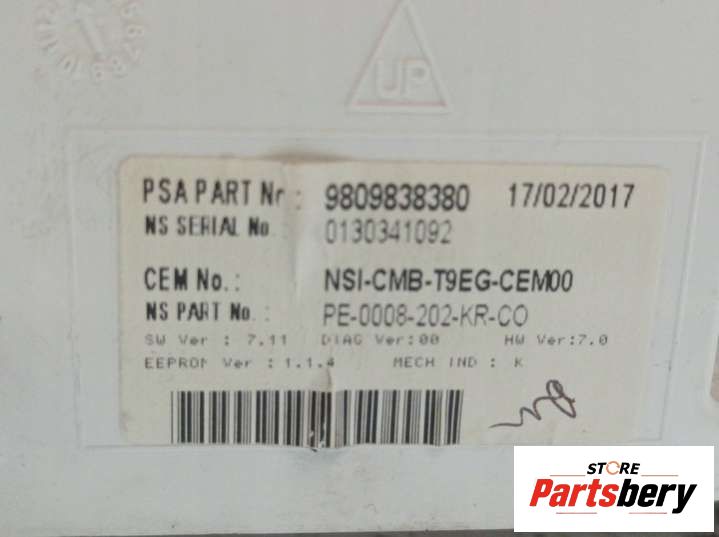 UP
PSA PART Nr : 9809838380 17/02/2017
NS SERIAL No. : 0130341092
CEM No. : NSI-CMB-T9EG-CEM00
NS PART No. : PE-0008-202-KR-CO
SW Ver : 7.11 DIAG Ver:00 HW Ver:7.0
EEPROM Ver : 1.1.4 MECH IND : K
STORE
Partsbery